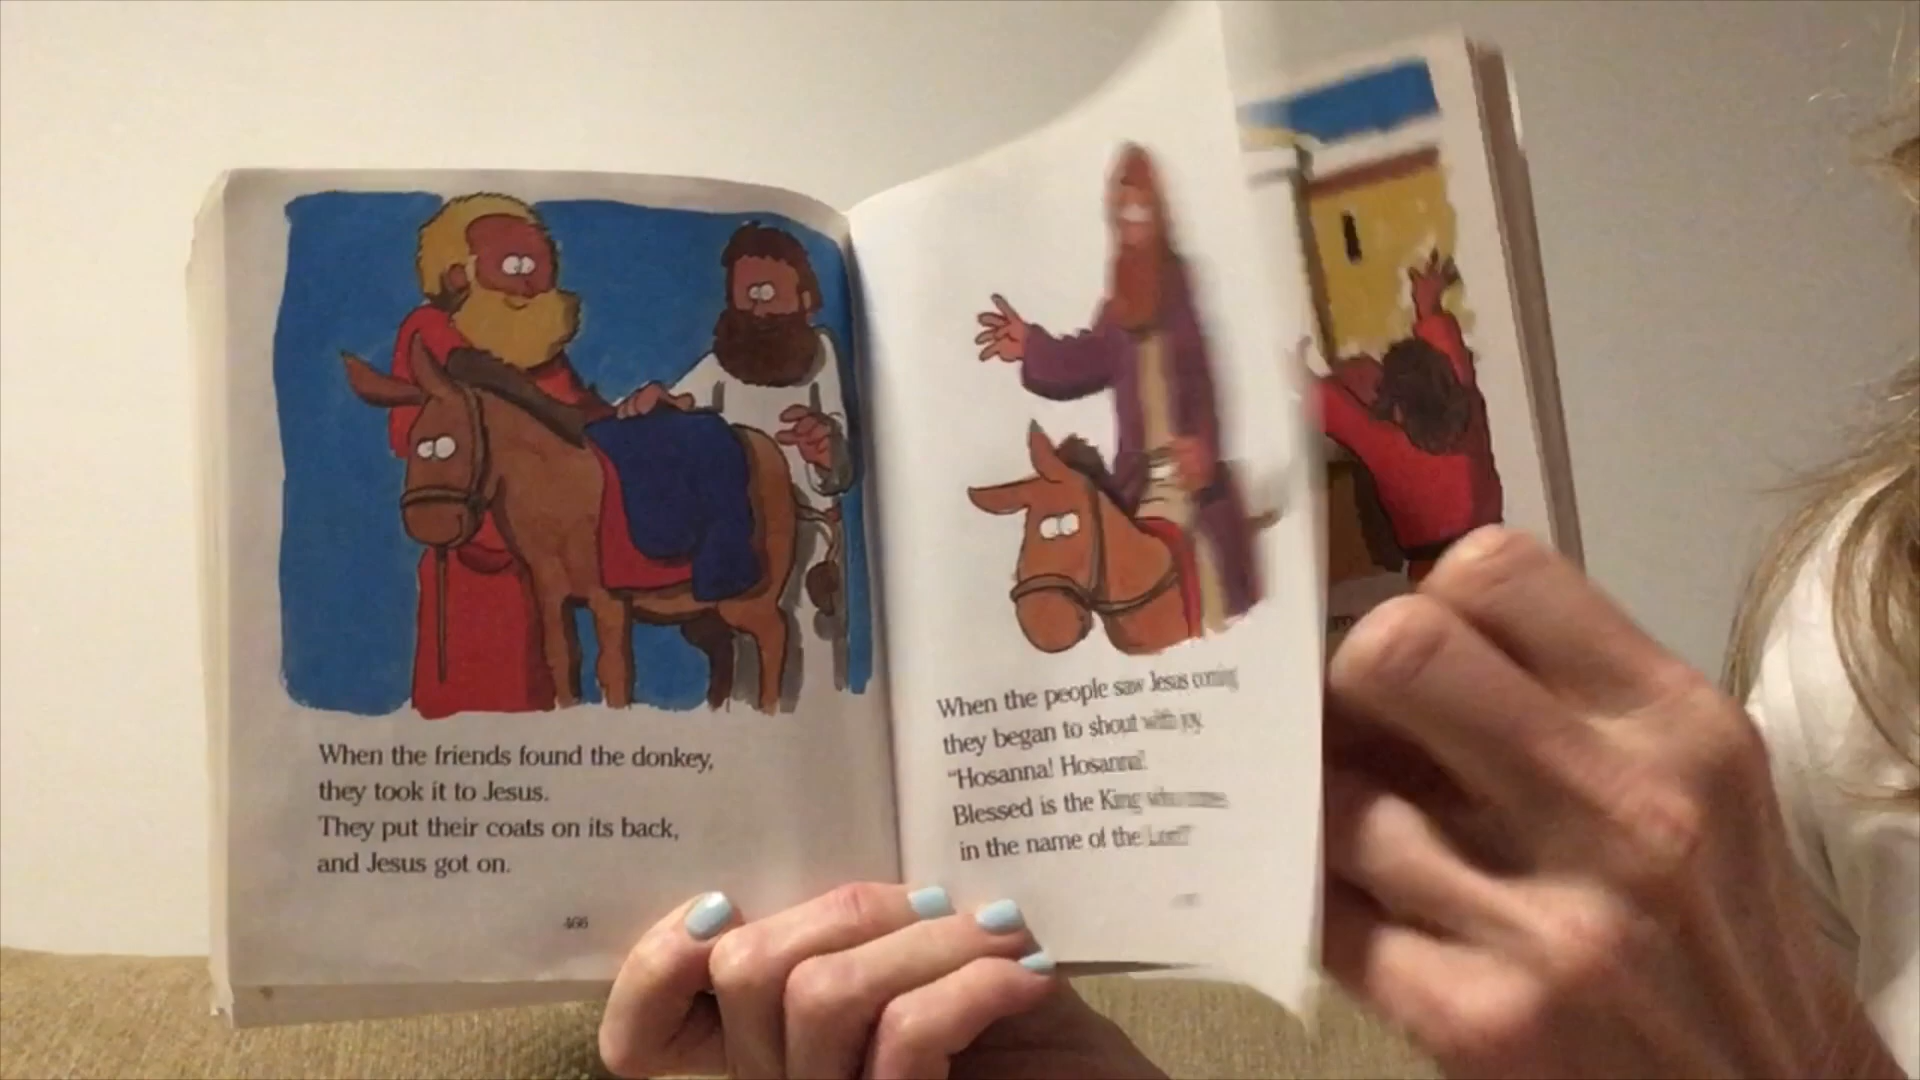 When the friends found the donkey,
they took it to Jesus.
They put their coats on its back,
and Jesus got on.
466
When the people saw Jesus coming
they began to shout with joy.
"Hosanna! Hosanna!
Blessed is the King who comes
in the name of the Lord!"